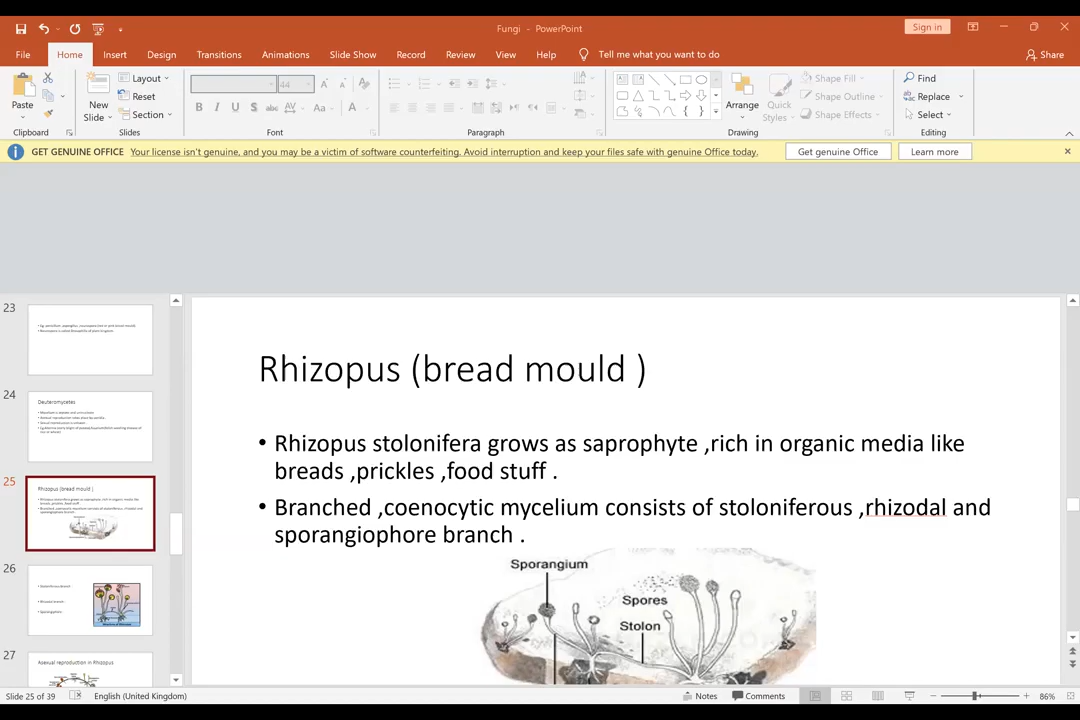 Fungi - PowerPoint
Sign in
File Home Insert Design Transitions Animations Slide Show Record Review View Help Tell me what you want to do Share
Paste
Clipboard
New Slide
Layout
Reset
Section
Slides
44
B I U S abc AV Aa A
Font
Paragraph
Arrange
Quick Styles
Shape Fill
Shape Outline
Shape Effects
Drawing
Find
Replace
Select
Editing
GET GENUINE OFFICE Your license isn't genuine, and you may be a victim of software counterfeiting. Avoid interruption and keep your files safe with genuine Office today. Get genuine Office Learn more
23
24
Deuteromycetes
25
Rhizopus (bread mould )
26
27
Asexual reproduction in Rhizopus
Rhizopus (bread mould )
• Rhizopus stolonifera grows as saprophyte ,rich in organic media like
breads ,prickles ,food stuff .
• Branched ,coenocytic mycelium consists of stoloniferous ,rhizodal and
sporangiophore branch .
Sporangium
Spores
Stolon
Slide 25 of 39 English (United Kingdom) Notes Comments 86%